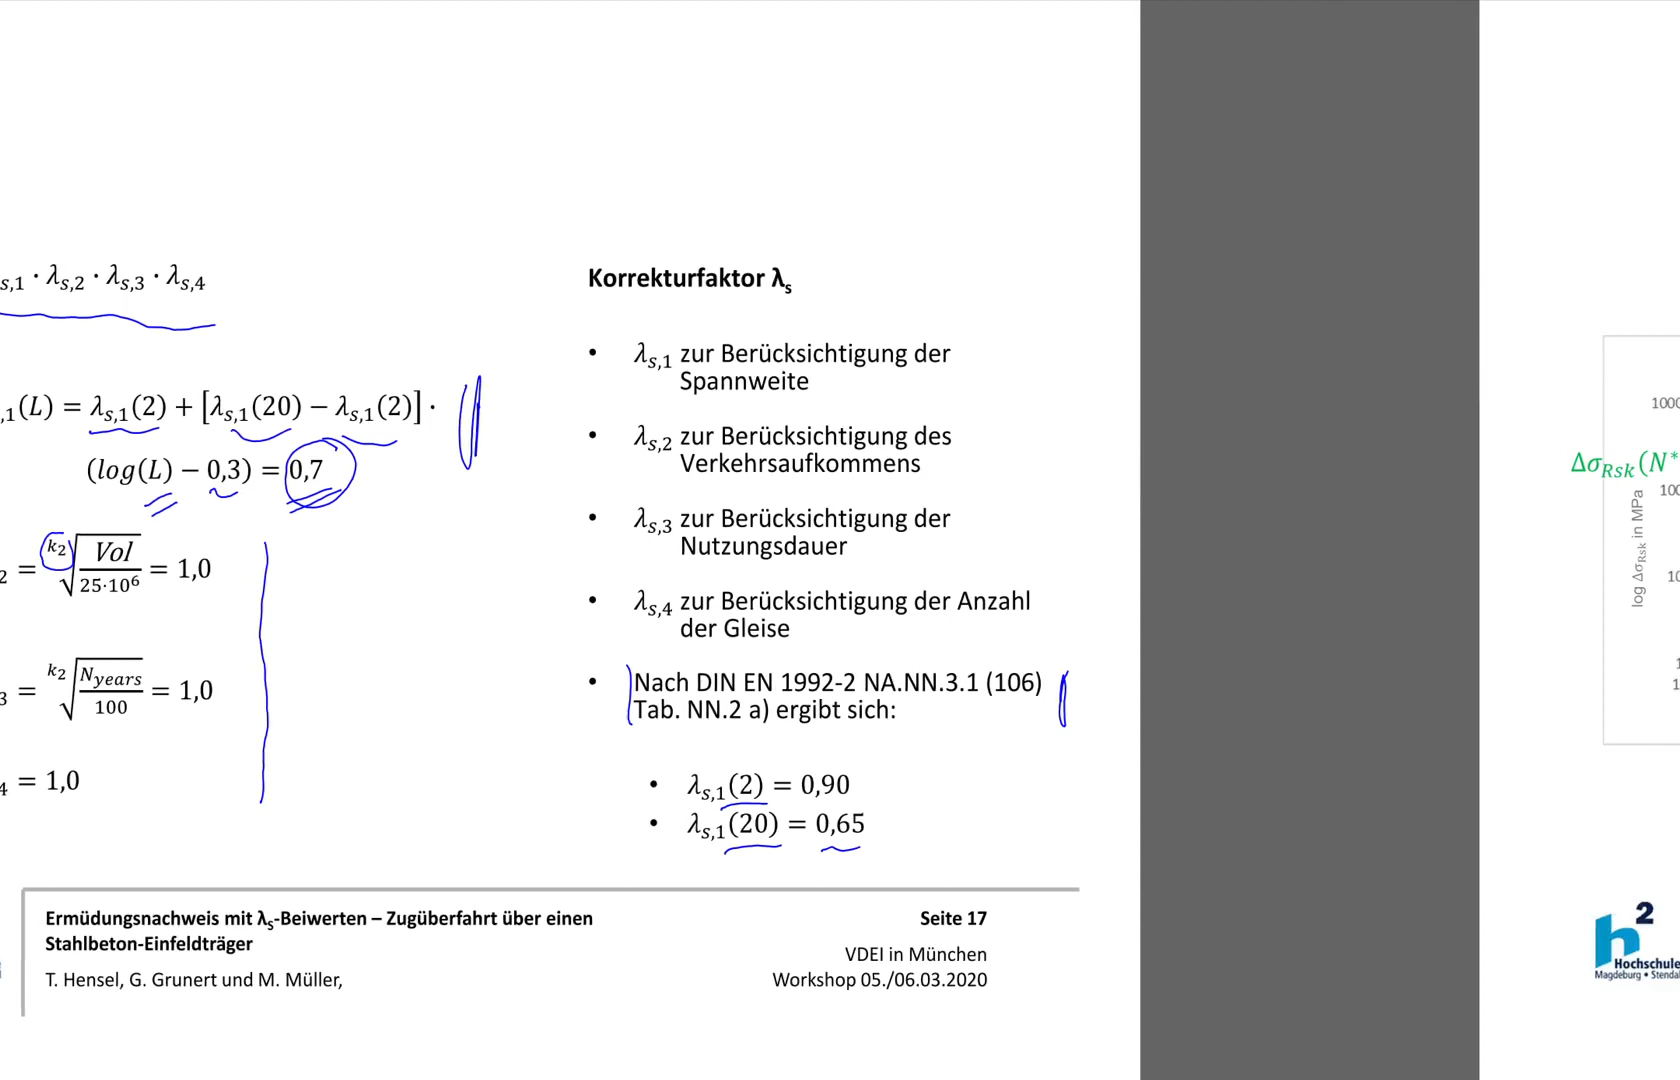 s,1 · λs,2 · λs,3 · λs,4
,1(L) = λs,1(2) + [λs,1(20) − λs,1(2)] ·
(log(L) − 0,3) = 0,7
2 = k2√(Vol / 25·10⁶) = 1,0
3 = k2√(Nyears / 100) = 1,0
4 = 1,0
Korrekturfaktor λs
• λs,1 zur Berücksichtigung der
Spannweite
• λs,2 zur Berücksichtigung des
Verkehrsaufkommens
• λs,3 zur Berücksichtigung der
Nutzungsdauer
• λs,4 zur Berücksichtigung der Anzahl
der Gleise
• Nach DIN EN 1992-2 NA.NN.3.1 (106)
Tab. NN.2 a) ergibt sich:
• λs,1(2) = 0,90
• λs,1(20) = 0,65
Ermüdungsnachweis mit λs-Beiwerten – Zugüberfahrt über einen
Stahlbeton-Einfeldträger
T. Hensel, G. Grunert und M. Müller,
Seite 17
VDEI in München
Workshop 05./06.03.2020
ΔσRsk(N*
log ΔσRsk in MPa
h2
Hochschule
Magdeburg • Stendal